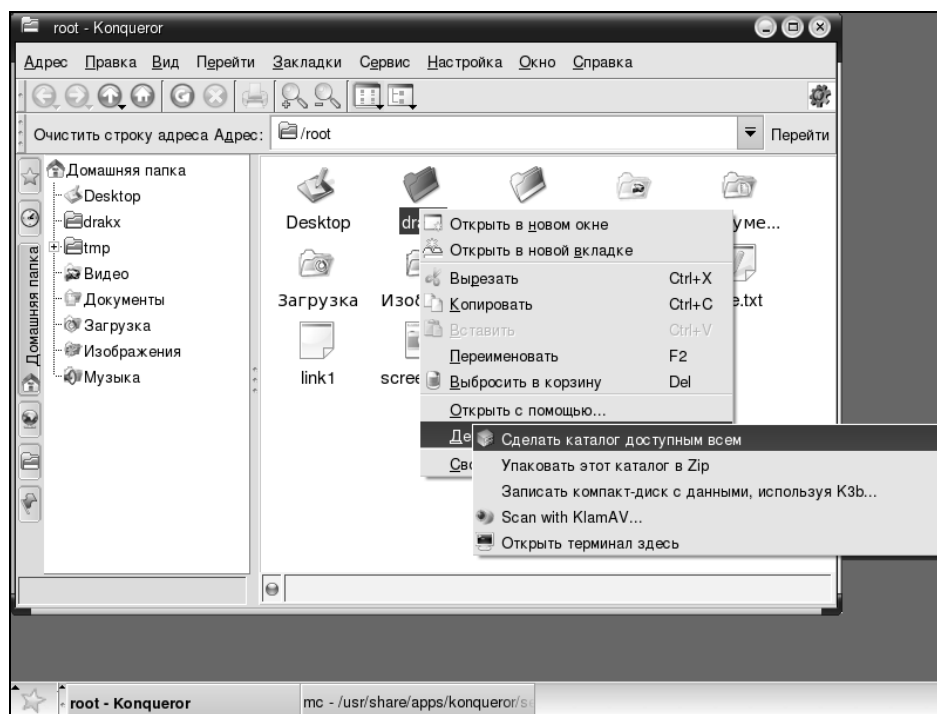 root - Konqueror
Адрес Правка Вид Перейти Закладки Сервис Настройка Окно Справка
Очистить строку адреса Адрес: /root Перейти
Домашняя папка
Desktop
drakx
tmp
Видео
Документы
Загрузка
Изображения
Музыка
Домашняя папка
Desktop
Загрузка
link1
Открыть в новом окне
Открыть в новой вкладке
Вырезать Ctrl+X
Копировать Ctrl+C
Вставить Ctrl+V
Переименовать F2
Выбросить в корзину Del
Открыть с помощью...
Сделать каталог доступным всем
Упаковать этот каталог в Zip
Записать компакт-диск с данными, используя K3b...
Scan with KlamAV...
Открыть терминал здесь
root - Konqueror mc - /usr/share/apps/konqueror/se